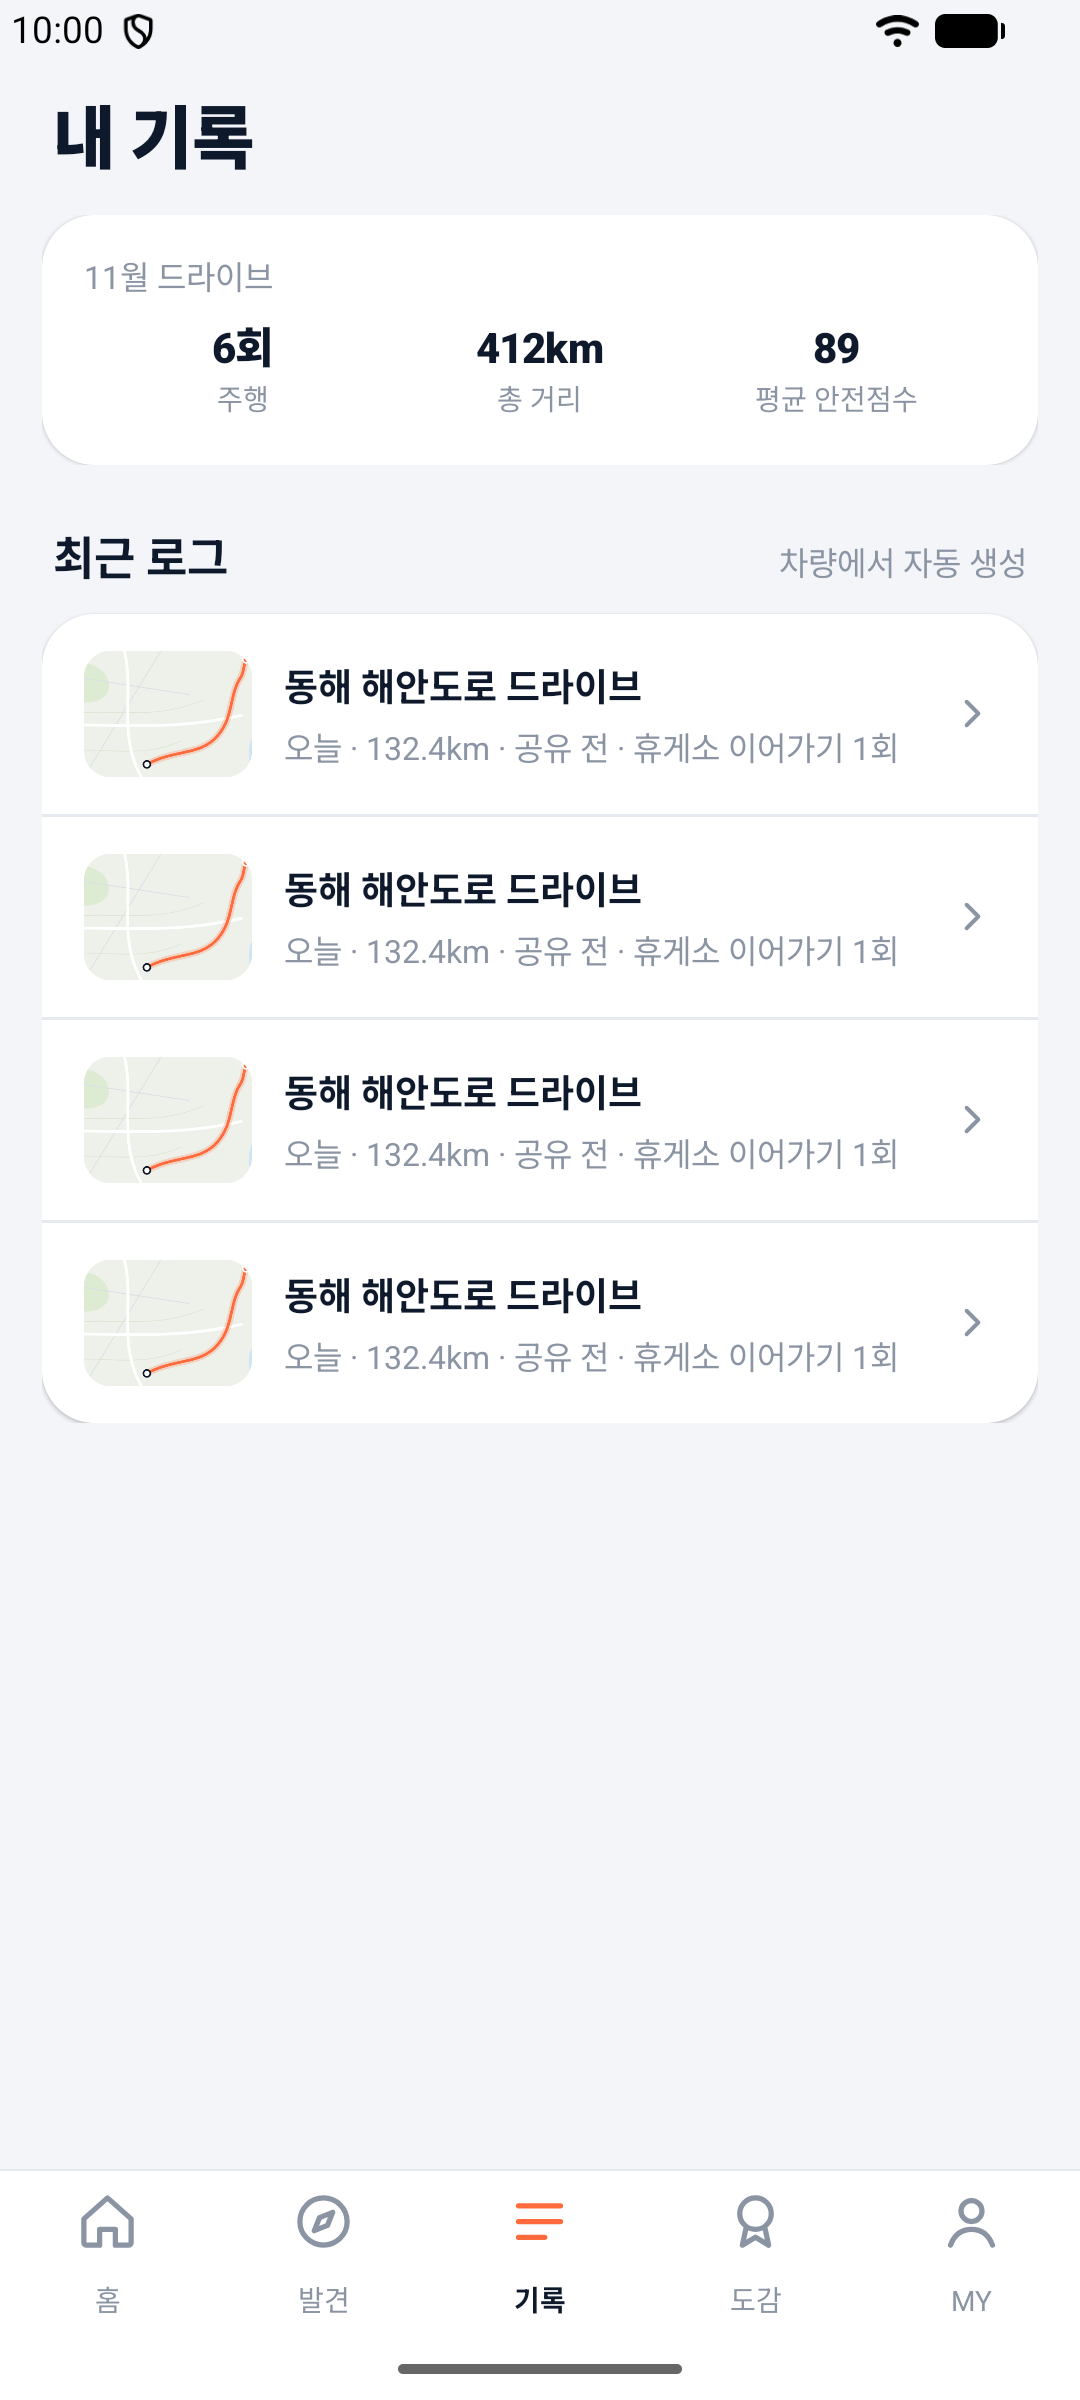 10:00
내 기록
11월 드라이브
6회
412km
89
주행
총 거리
평균 안전점수
최근 로그
차량에서 자동 생성
동해 해안도로 드라이브
오늘 · 132.4km · 공유 전 · 휴게소 이어가기 1회
동해 해안도로 드라이브
오늘 · 132.4km · 공유 전 · 휴게소 이어가기 1회
동해 해안도로 드라이브
오늘 · 132.4km · 공유 전 · 휴게소 이어가기 1회
동해 해안도로 드라이브
오늘 · 132.4km · 공유 전 · 휴게소 이어가기 1회
홈
발견
기록
도감
MY